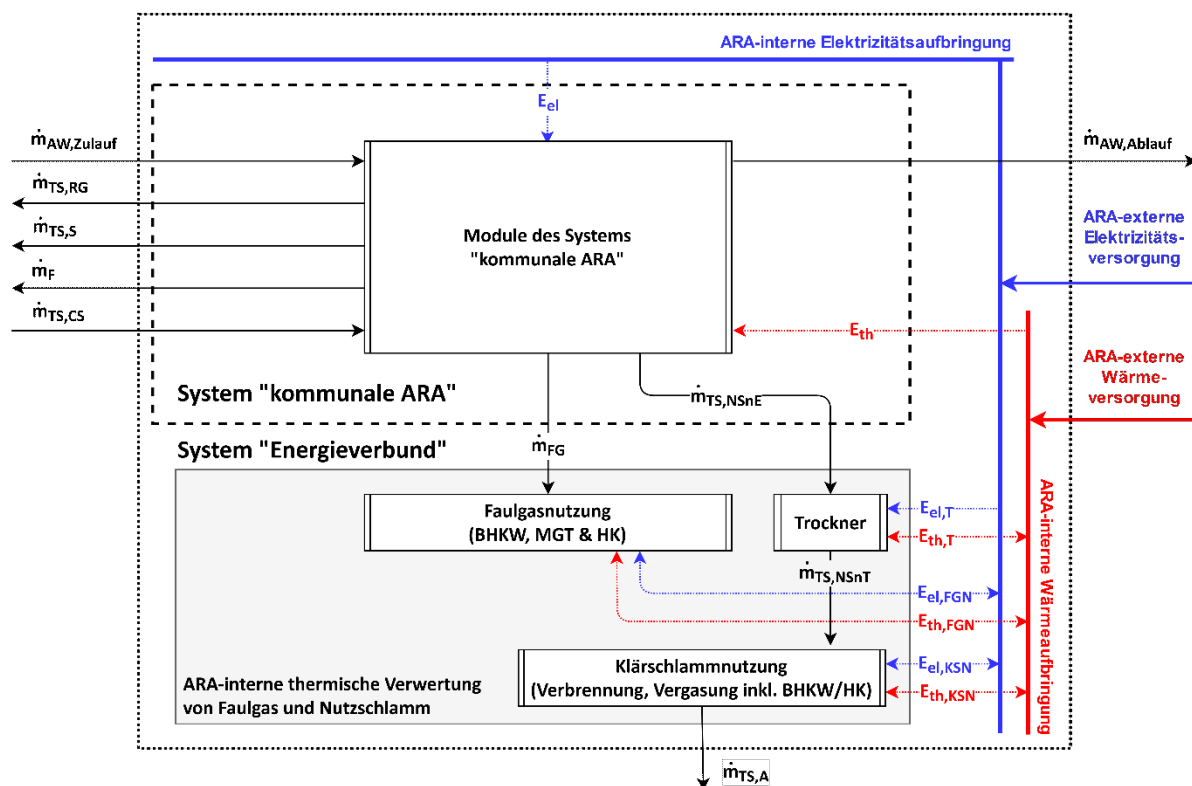 ARA-interne Elektrizitätsaufbringung
E_el
ṁ_AW,Zulauf
ṁ_AW,Ablauf
ṁ_TS,RG
ṁ_TS,S
ṁ_F
ṁ_TS,CS
Module des Systems
"kommunale ARA"
ARA-externe
Elektrizitäts-
versorgung
E_th
ARA-externe
Wärme-
versorgung
System "kommunale ARA"
ṁ_TS,NSnE
System "Energieverbund"
ṁ_FG
Faulgasnutzung
(BHKW, MGT & HK)
Trockner
E_el,T
E_th,T
ARA-interne Wärmeaufbringung
ṁ_TS,NSnT
E_el,FGN
E_th,FGN
Klärschlammnutzung
(Verbrennung, Vergasung inkl. BHKW/HK)
E_el,KSN
E_th,KSN
ARA-interne thermische Verwertung
von Faulgas und Nutzschlamm
ṁ_TS,A